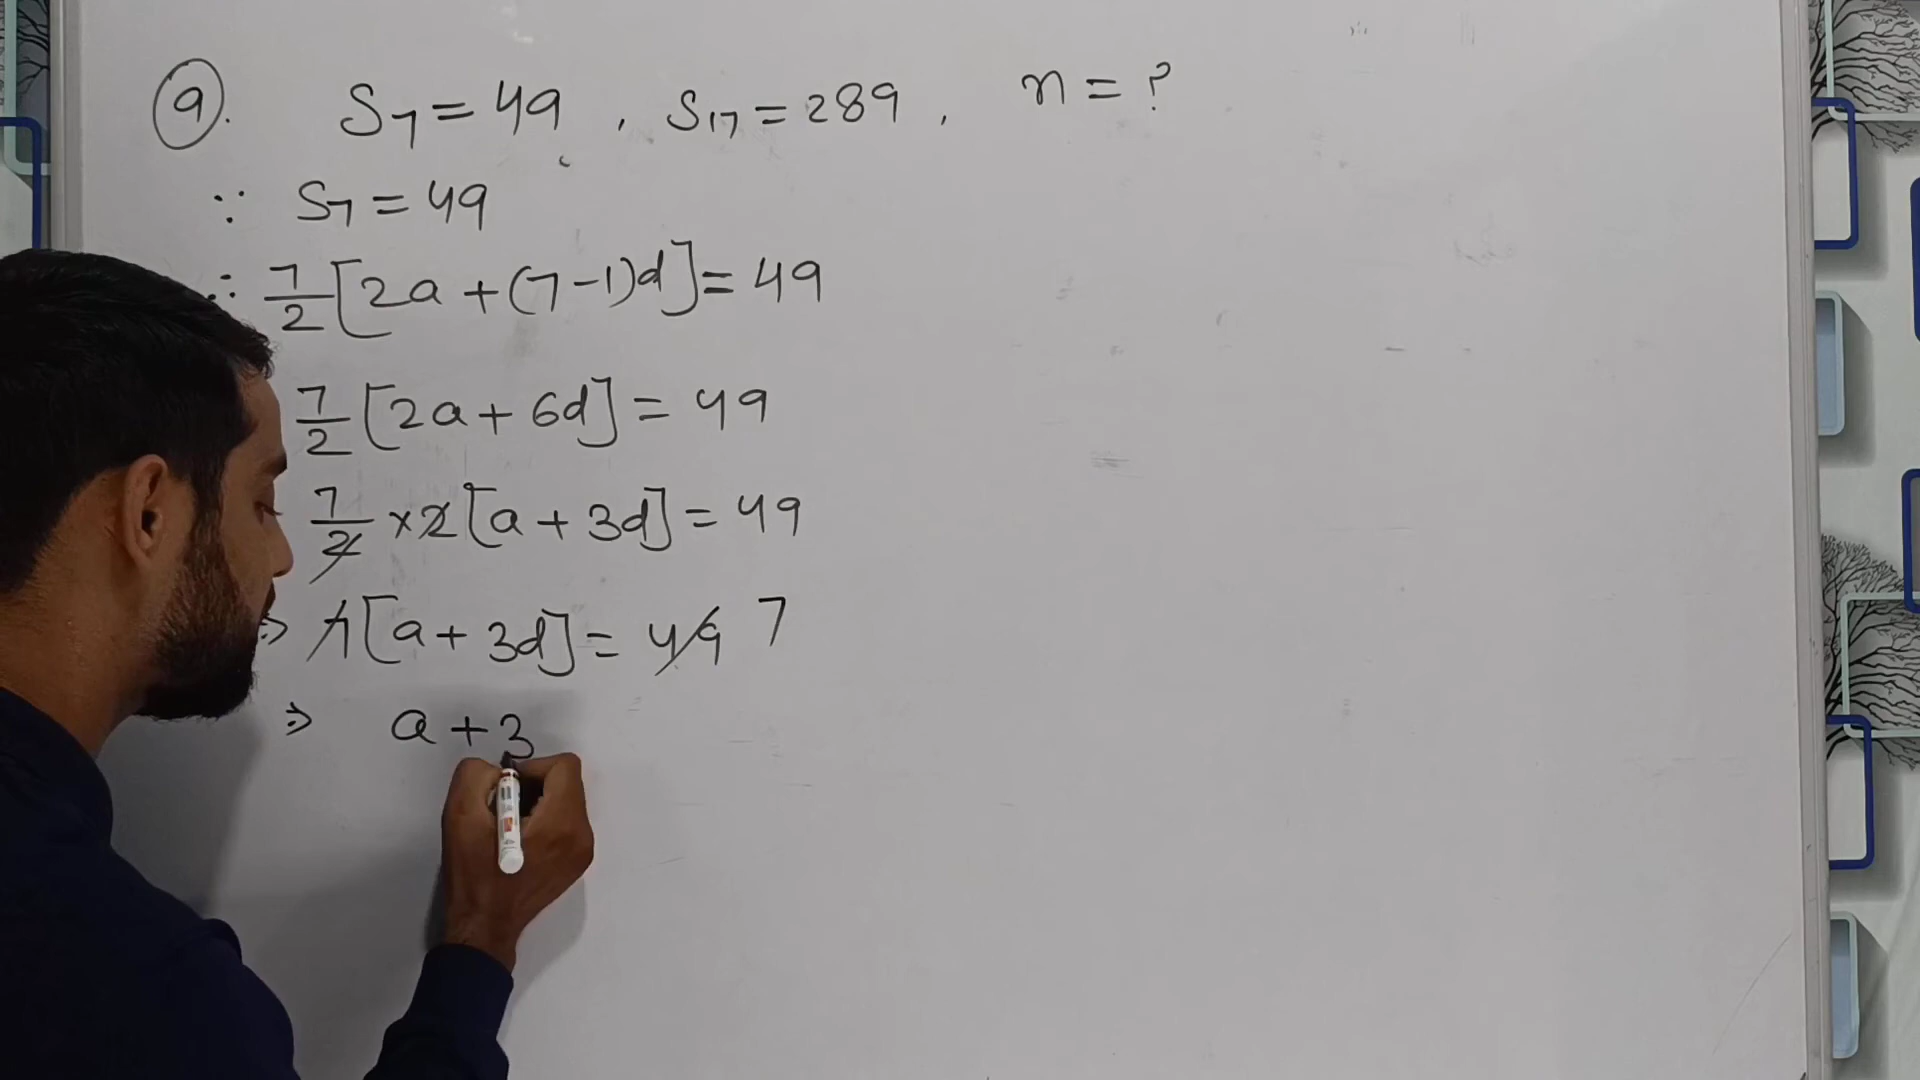 9. S₇ = 49 , S₁₇ = 289 , n = ?
∵ S₇ = 49
∴ 7/2 [2a + (7-1)d] = 49
7/2 [2a + 6d] = 49
7/2 × 2 [a + 3d] = 49
⇒ 7 [a + 3d] = 49 7
⇒ a + 3